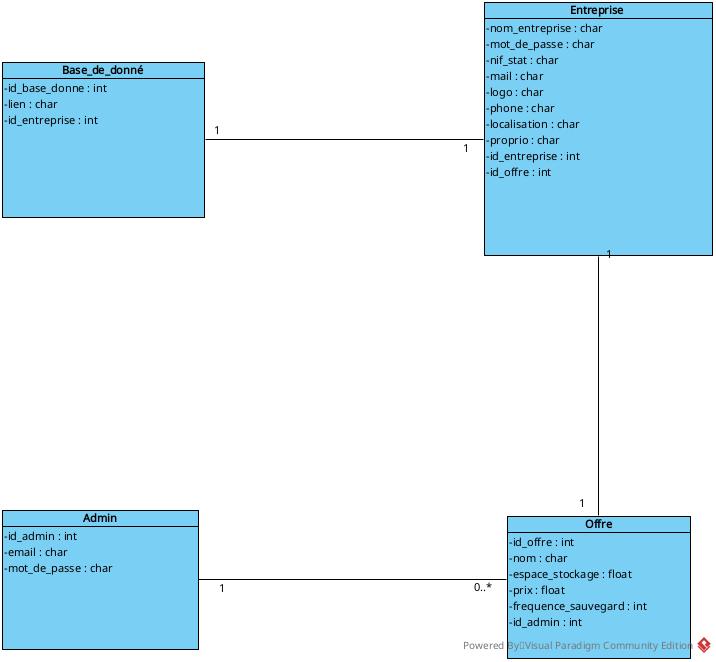 Entreprise
-nom_entreprise : char
-mot_de_passe : char
-nif_stat : char
-mail : char
-logo : char
-phone : char
-localisation : char
-proprio : char
-id_entreprise : int
-id_offre : int
Base_de_donné
-id_base_donne : int
-lien : char
-id_entreprise : int
1
1
1
1
Admin
-id_admin : int
-email : char
-mot_de_passe : char
Offre
-id_offre : int
-nom : char
-espace_stockage : float
-prix : float
-frequence_sauvegard : int
-id_admin : int
1
0..*
Powered By Visual Paradigm Community Edition